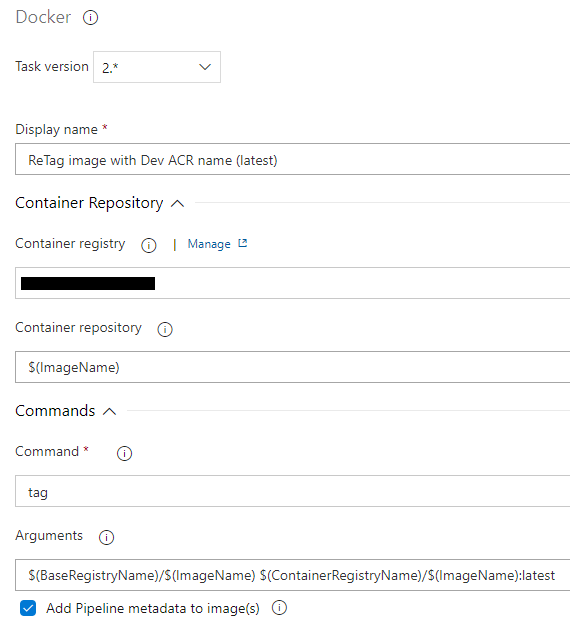 Docker
Task version 2.*
Display name *
ReTag image with Dev ACR name (latest)
Container Repository
Container registry | Manage
Container repository
$(ImageName)
Commands
Command *
tag
Arguments
$(BaseRegistryName)/$(ImageName) $(ContainerRegistryName)/$(ImageName):latest
Add Pipeline metadata to image(s)